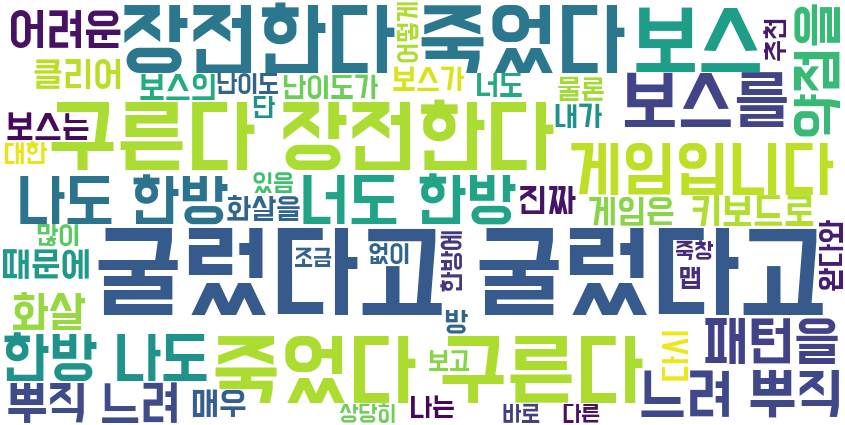 어려운 장전한다 죽었다 보스 추천 약점을
어떻게
클리어 보스의 난이도 난이도가 보스가 너도 물론 보스를
보스는 단 구른다 장전한다 내가
대한 있음 게임입니다
나도 한방 화살을 너도 한방 진짜 게임은 키보드로
많이 때문에 굴렀다고 굴렀다고 조금 없이 한방에 죽창 맵 왔다와
화살 방
한방 나도 죽었다 구른다 보고 다시 패턴을
뿌직 느려 매우 상당히 나는 바로 다른 느려 뿌직